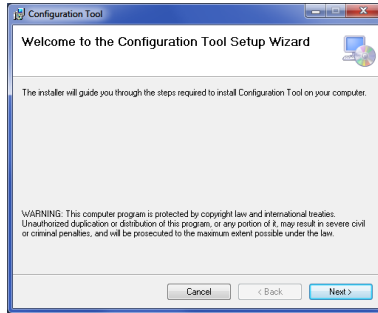 Configuration Tool
Welcome to the Configuration Tool Setup Wizard
The installer will guide you through the steps required to install Configuration Tool on your computer.
WARNING: This computer program is protected by copyright law and international treaties.
Unauthorized duplication or distribution of this program, or any portion of it, may result in severe civil
or criminal penalties, and will be prosecuted to the maximum extent possible under the law.
Cancel < Back Next >